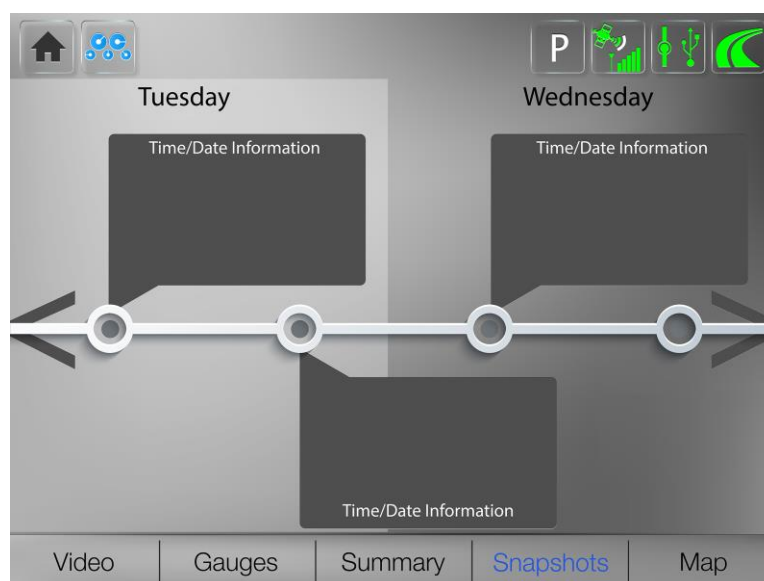 P
Tuesday
Wednesday
Time/Date Information
Time/Date Information
Time/Date Information
Video
Gauges
Summary
Snapshots
Map